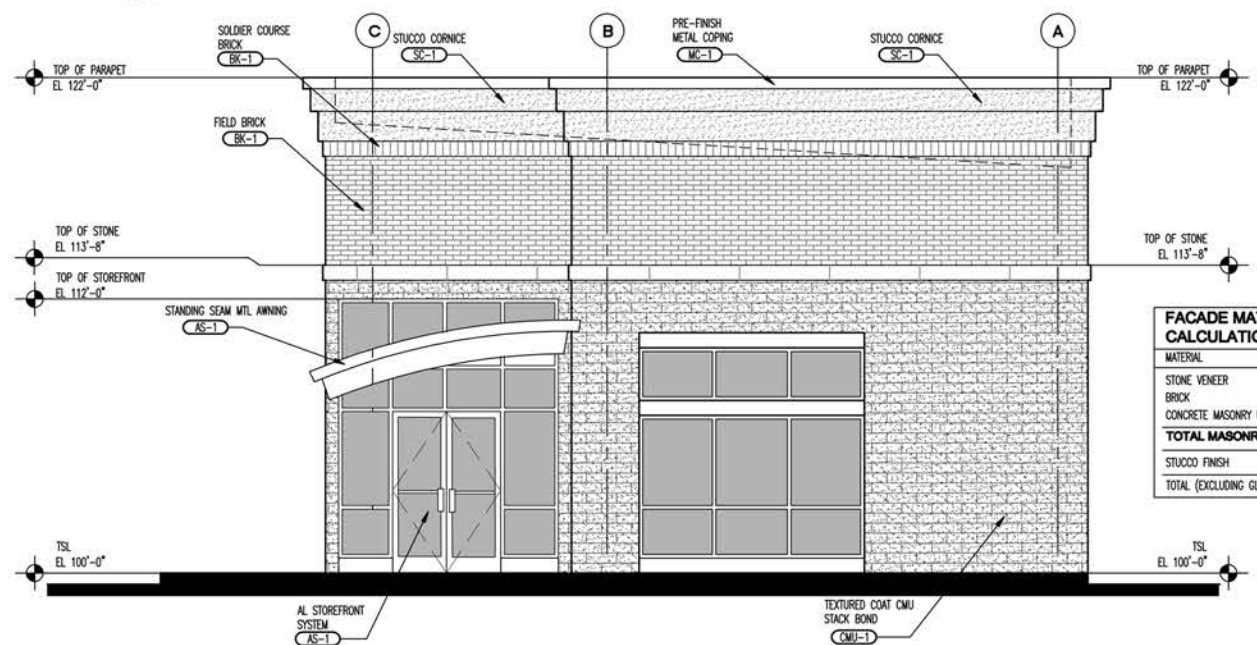 SOLDIER COURSE
BRICK
BK-1
C
STUCCO CORNICE
SC-1
B
PRE-FINISH
METAL COPING
MC-1
STUCCO CORNICE
SC-1
A
TOP OF PARAPET
EL 122'-0"
TOP OF PARAPET
EL 122'-0"
FIELD BRICK
BK-1
TOP OF STONE
EL 113'-8"
TOP OF STONE
EL 113'-8"
TOP OF STOREFRONT
EL 112'-0"
STANDING SEAM MTL AWNING
AS-1
FACADE MA
CALCULATIO
MATERIAL
STONE VENEER
BRICK
CONCRETE MASONRY
TOTAL MASONR
STUCCO FINISH
TOTAL (EXCLUDING GL
TSL
EL 100'-0"
TSL
EL 100'-0"
AL STOREFRONT
SYSTEM
AS-1
TEXTURED COAT CMU
STACK BOND
CMU-1